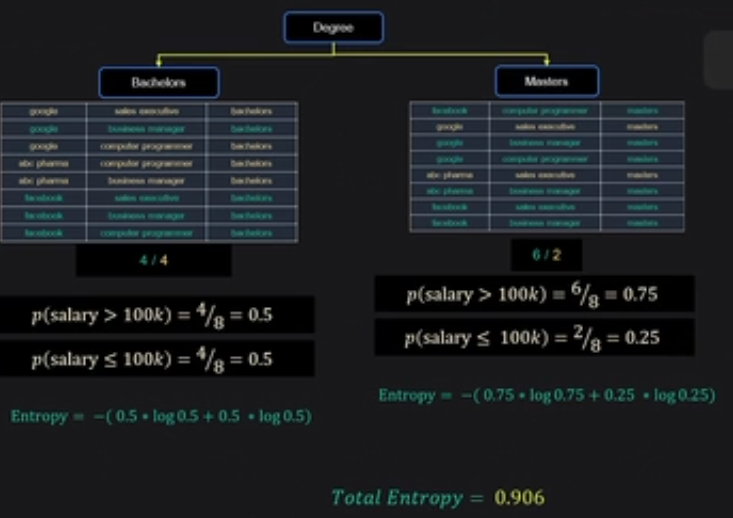 Degree
Bachelors
Masters
google sales executive bachelors
google business manager bachelors
google computer programmer bachelors
abc pharma computer programmer bachelors
abc pharma business manager bachelors
facebook sales executive bachelors
facebook business manager bachelors
facebook computer programmer bachelors
4 / 4
p(salary > 100k) = 4/8 = 0.5
p(salary ≤ 100k) = 4/8 = 0.5
Entropy = −( 0.5 * log 0.5 + 0.5 * log 0.5)
facebook computer programmer masters
google sales executive masters
google business manager masters
google computer programmer masters
abc pharma sales executive masters
abc pharma business manager masters
facebook sales executive masters
facebook business manager masters
6 / 2
p(salary > 100k) = 6/8 = 0.75
p(salary ≤ 100k) = 2/8 = 0.25
Entropy = −( 0.75 * log 0.75 + 0.25 * log 0.25)
Total Entropy = 0.906